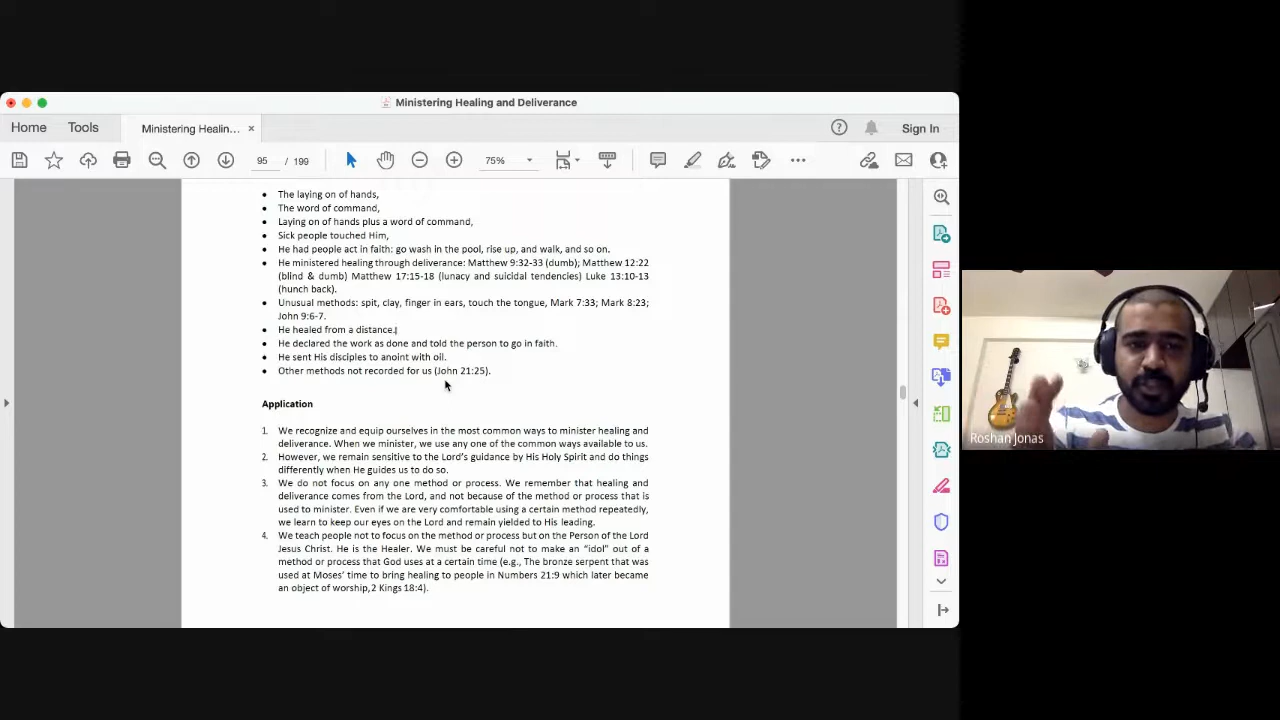 Ministering Healing and Deliverance
Home
Tools
Ministering Healin...
Sign In
95 / 199
75%
• The laying on of hands,
• The word of command,
• Laying on of hands plus a word of command,
• Sick people touched Him,
• He had people act in faith: go wash in the pool, rise up, and walk, and so on.
• He ministered healing through deliverance: Matthew 9:32-33 (dumb); Matthew 12:22
(blind & dumb) Matthew 17:15-18 (lunacy and suicidal tendencies) Luke 13:10-13
(hunch back).
• Unusual methods: spit, clay, finger in ears, touch the tongue, Mark 7:33; Mark 8:23;
John 9:6-7.
• He healed from a distance.
• He declared the work as done and told the person to go in faith.
• He sent His disciples to anoint with oil.
• Other methods not recorded for us (John 21:25).
Application
1. We recognize and equip ourselves in the most common ways to minister healing and
deliverance. When we minister, we use any one of the common ways available to us.
2. However, we remain sensitive to the Lord's guidance by His Holy Spirit and do things
differently when He guides us to do so.
3. We do not focus on any one method or process. We remember that healing and
deliverance comes from the Lord, and not because of the method or process that is
used to minister. Even if we are very comfortable using a certain method repeatedly,
we learn to keep our eyes on the Lord and remain yielded to His leading.
4. We teach people not to focus on the method or process but on the Person of the Lord
Jesus Christ. He is the Healer. We must be careful not to make an "idol" out of a
method or process that God uses at a certain time (e.g., The bronze serpent that was
used at Moses' time to bring healing to people in Numbers 21:9 which later became
an object of worship,2 Kings 18:4).
Roshan Jonas